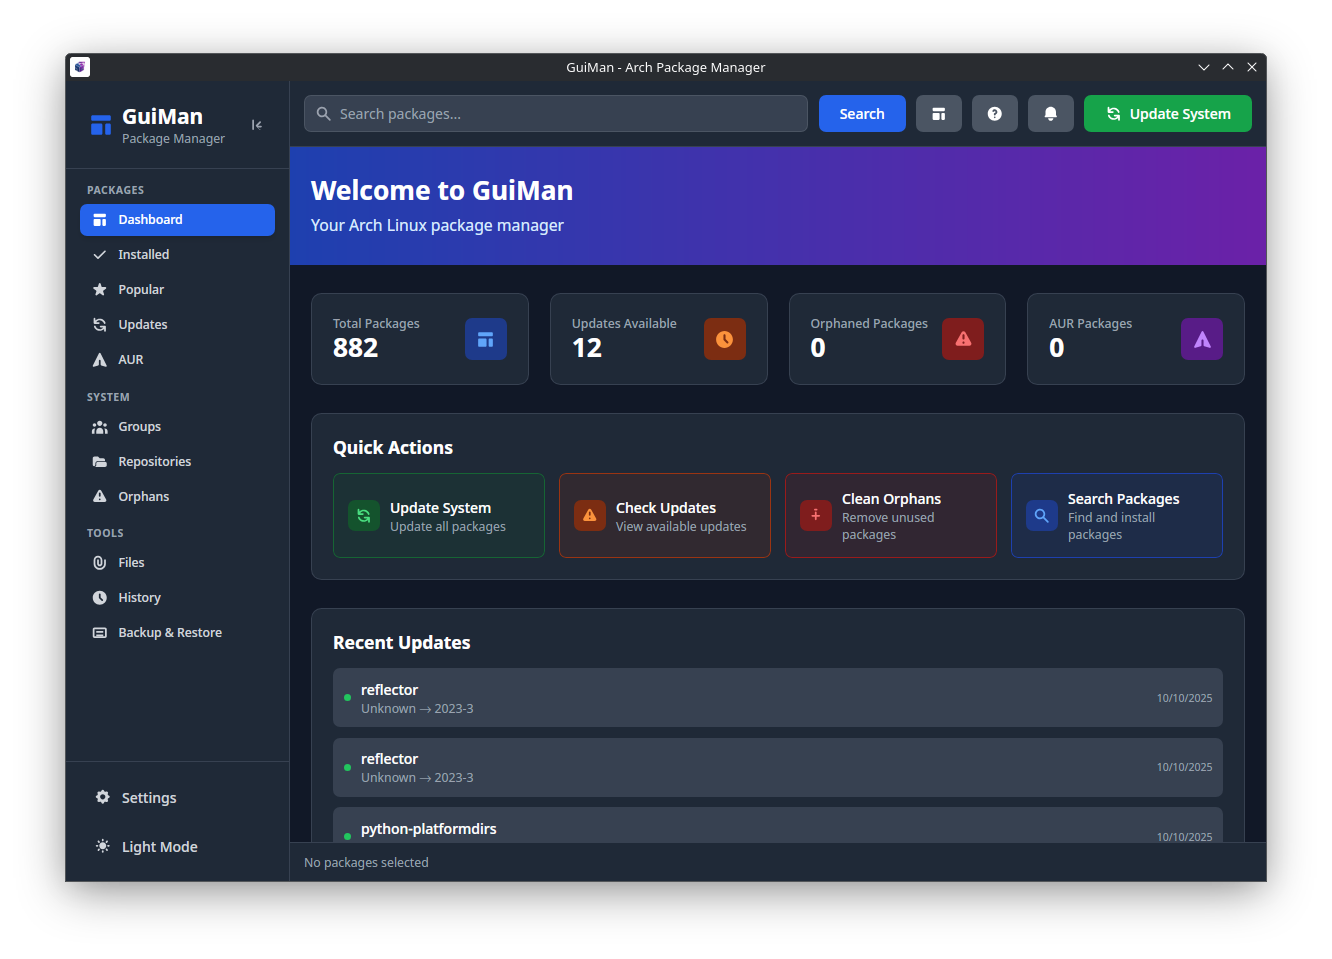 GuiMan - Arch Package Manager
GuiMan
Package Manager
Search packages...
Search
Update System
PACKAGES
Dashboard
Installed
Popular
Updates
AUR
SYSTEM
Groups
Repositories
Orphans
TOOLS
Files
History
Backup & Restore
Settings
Light Mode
Welcome to GuiMan
Your Arch Linux package manager
Total Packages
882
Updates Available
12
Orphaned Packages
0
AUR Packages
0
Quick Actions
Update System
Update all packages
Check Updates
View available updates
Clean Orphans
Remove unused
packages
Search Packages
Find and install
packages
Recent Updates
reflector
Unknown → 2023-3
10/10/2025
reflector
Unknown → 2023-3
10/10/2025
python-platformdirs
10/10/2025
No packages selected